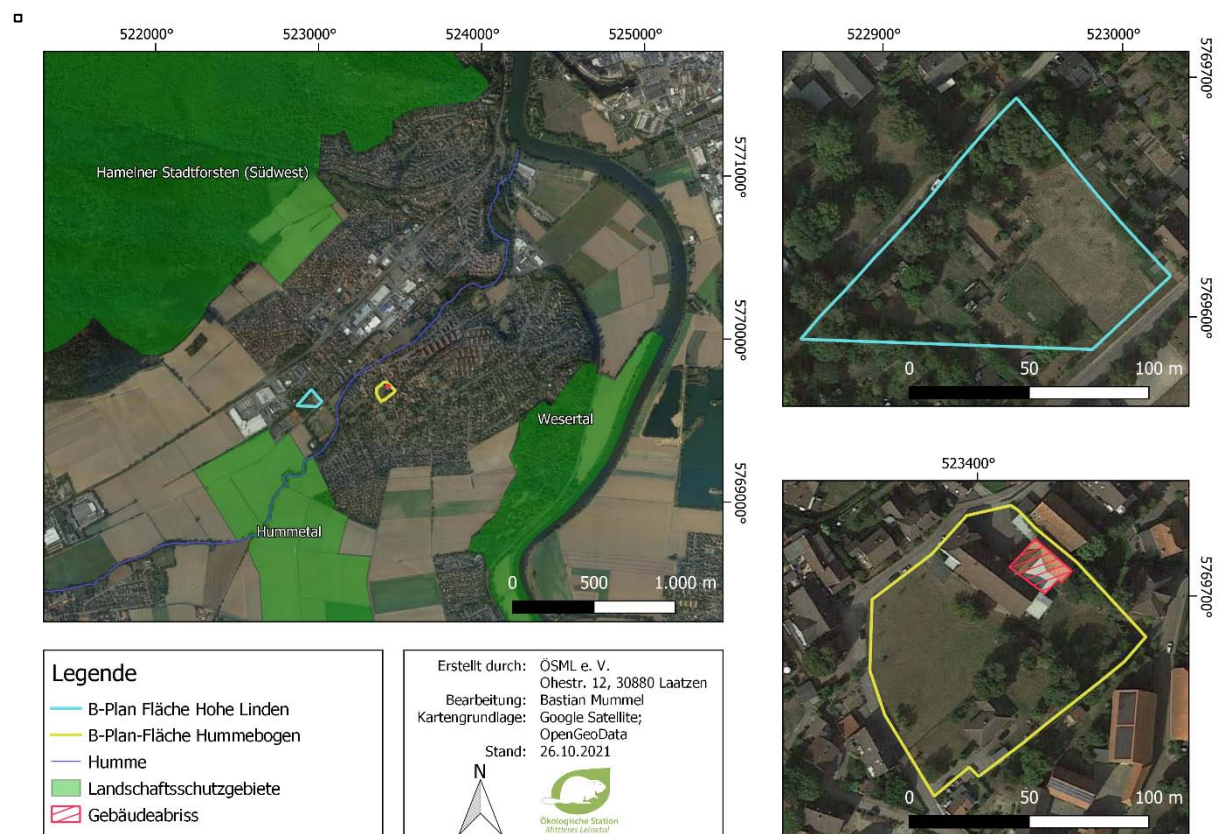 522000° 523000° 524000° 525000°
Hamelner Stadtforsten (Südwest)
Wesertal
Hummetal
0 500 1.000 m
5771000°
5770000°
5769000°
522900° 523000°
5769700°
5769600°
0 50 100 m
523400°
5769700°
0 50 100 m
Legende
B-Plan Fläche Hohe Linden
B-Plan-Fläche Hummebogen
Humme
Landschaftsschutzgebiete
Gebäudeabriss
Erstellt durch: ÖSML e. V.
Ohestr. 12, 30880 Laatzen
Bearbeitung: Bastian Mummel
Kartengrundlage: Google Satellite;
OpenGeoData
Stand: 26.10.2021
N
Ökologische Station
Mittleres Leinetal